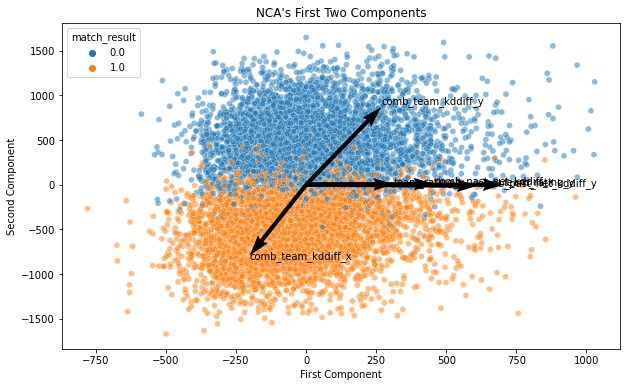 NCA's First Two Components
match_result
0.0
1.0
1500
1000
500
0
−500
−1000
−1500
Second Component
comb_team_kddiff_y
comb_team_kddiff_x
−750
−500
−250
0
250
500
750
1000
First Component